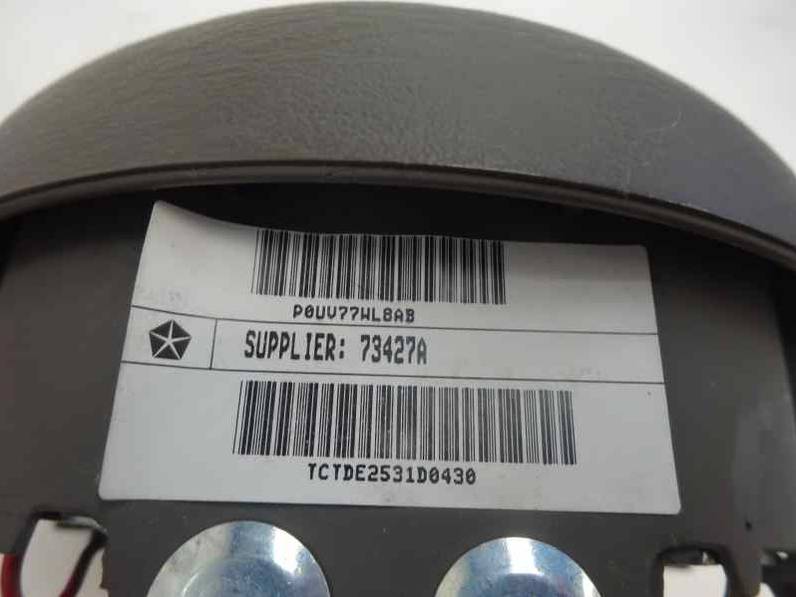 P0UV77WL8AB
SUPPLIER: 73427A
TCTDE2531D0430